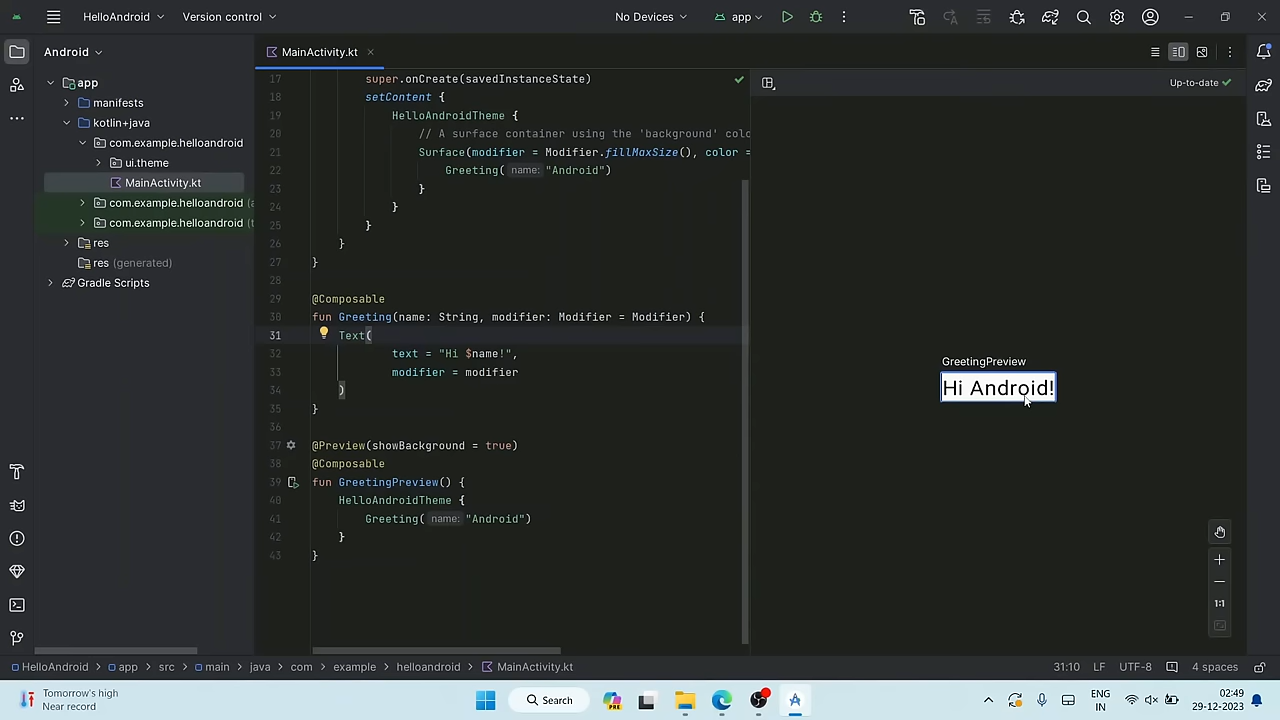 HelloAndroid
Version control
No Devices
app
Android
app
manifests
kotlin+java
com.example.helloandroid
ui.theme
MainActivity.kt
com.example.helloandroid (a
com.example.helloandroid (t
res
res (generated)
Gradle Scripts
MainActivity.kt
17 super.onCreate(savedInstanceState)
18 setContent {
19 HelloAndroidTheme {
20 // A surface container using the 'background' colo
21 Surface(modifier = Modifier.fillMaxSize(), color =
22 Greeting( name: "Android")
23 }
24 }
25 }
26 }
27 }
28
29 @Composable
30 fun Greeting(name: String, modifier: Modifier = Modifier) {
31 Text(
32 text = "Hi $name!",
33 modifier = modifier
34 )
35 }
36
37 @Preview(showBackground = true)
38 @Composable
39 fun GreetingPreview() {
40 HelloAndroidTheme {
41 Greeting( name: "Android")
42 }
43 }
Up-to-date
GreetingPreview
Hi Android!
1:1
HelloAndroid > app > src > main > java > com > example > helloandroid > MainActivity.kt
31:10 LF UTF-8 4 spaces
Tomorrow's high
Near record
Search
PRE
ENG
IN
02:49
29-12-2023